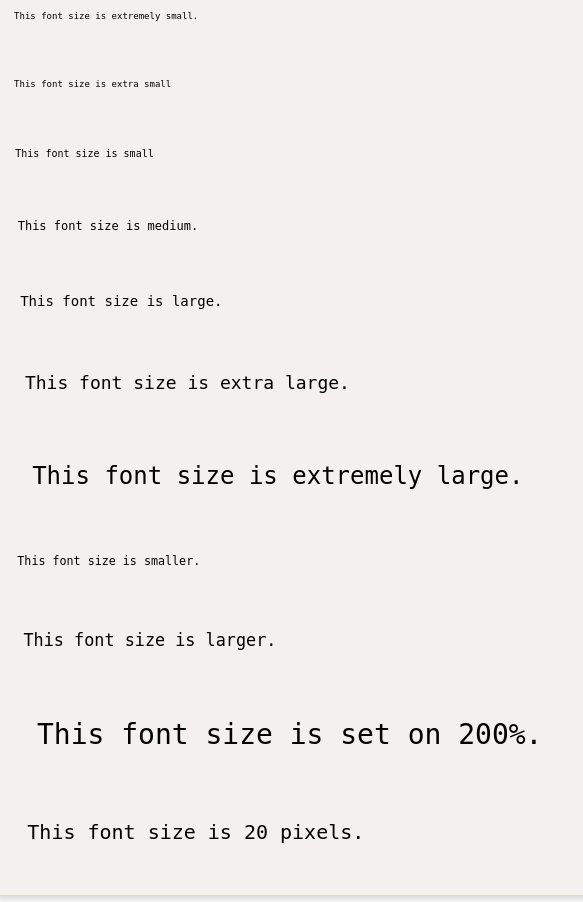 This font size is extremely small.
This font size is extra small
This font size is small
This font size is medium.
This font size is large.
This font size is extra large.
This font size is extremely large.
This font size is smaller.
This font size is larger.
This font size is set on 200%.
This font size is 20 pixels.